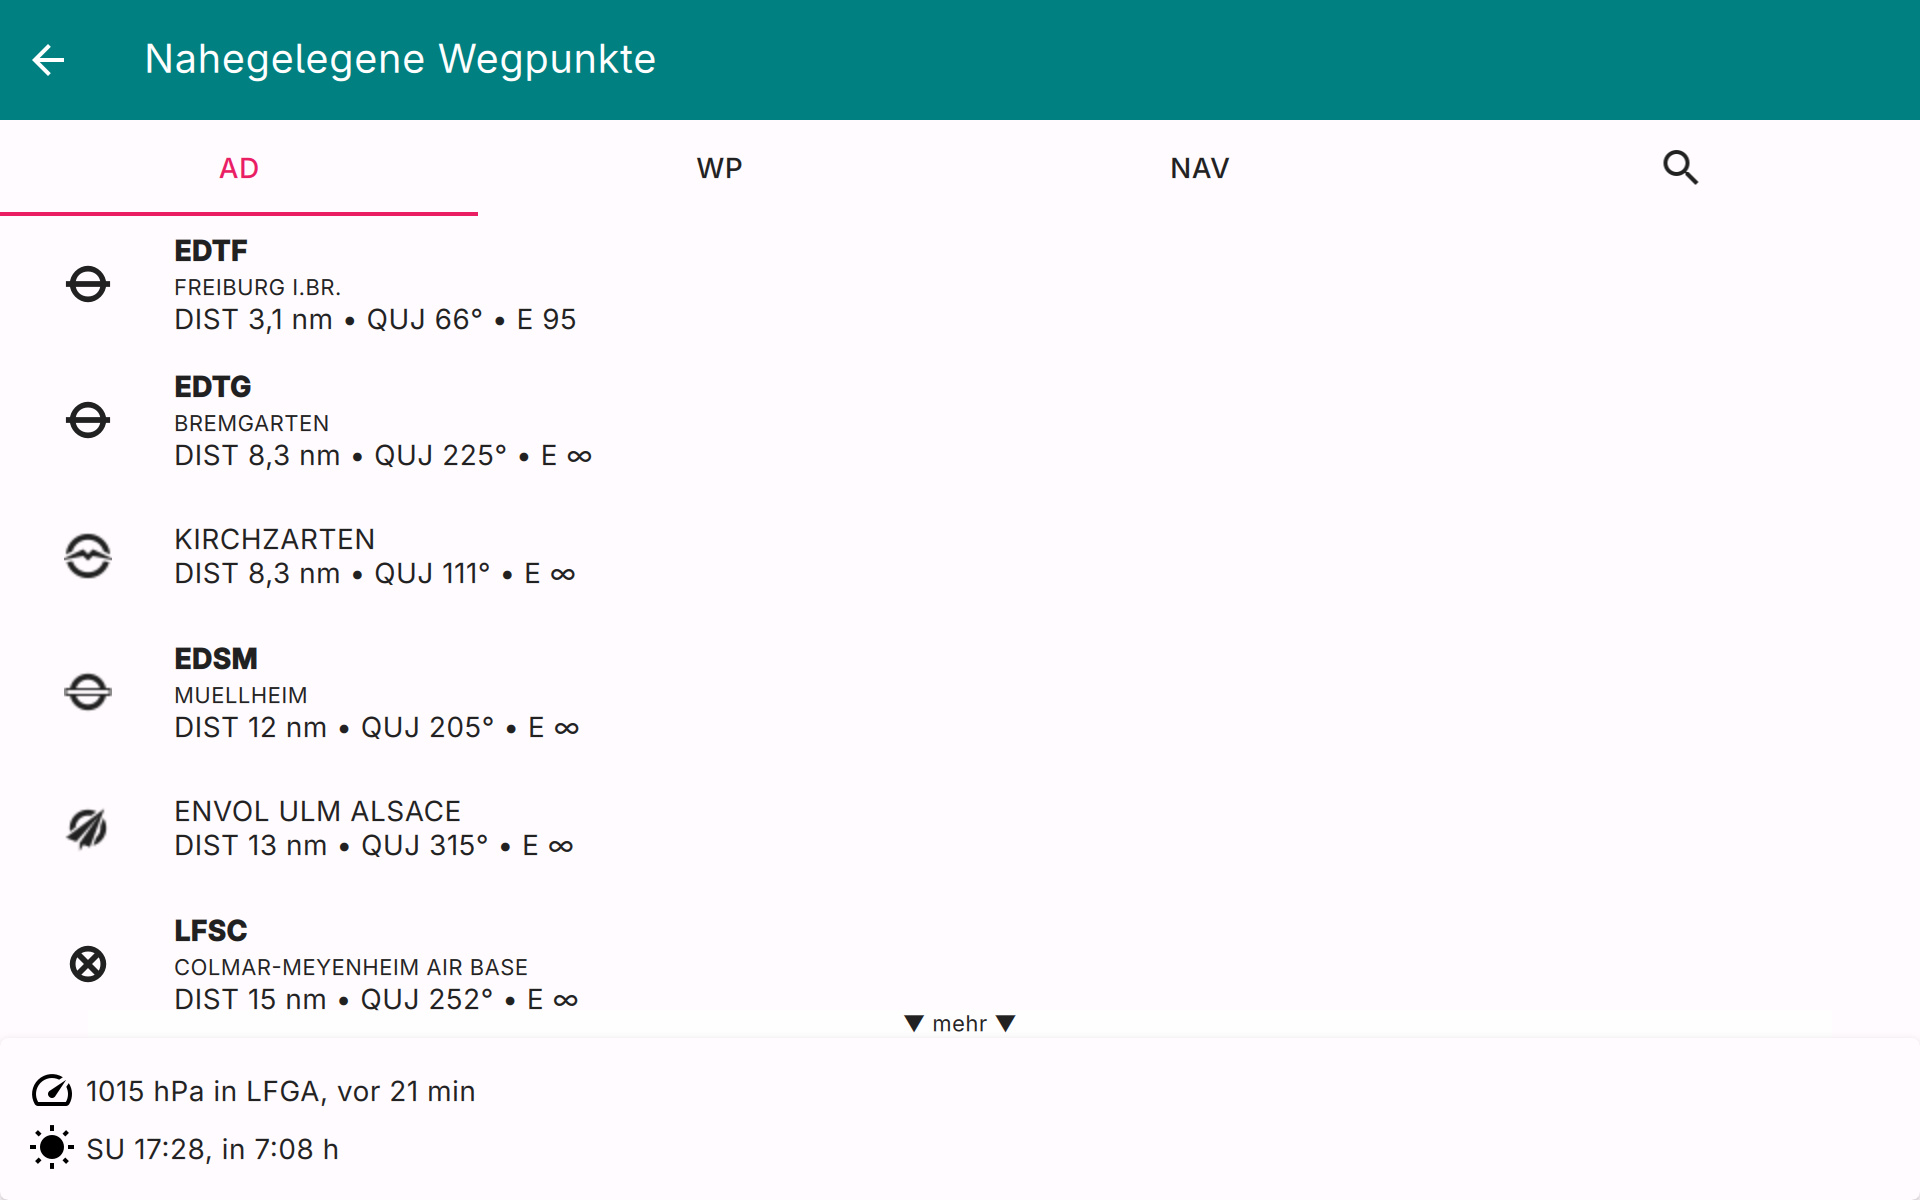 Nahegelegene Wegpunkte
AD
WP
NAV
EDTF
FREIBURG I.BR.
DIST 3,1 nm • QUJ 66° • E 95
EDTG
BREMGARTEN
DIST 8,3 nm • QUJ 225° • E ∞
KIRCHZARTEN
DIST 8,3 nm • QUJ 111° • E ∞
EDSM
MUELLHEIM
DIST 12 nm • QUJ 205° • E ∞
ENVOL ULM ALSACE
DIST 13 nm • QUJ 315° • E ∞
LFSC
COLMAR-MEYENHEIM AIR BASE
DIST 15 nm • QUJ 252° • E ∞
▼ mehr ▼
1015 hPa in LFGA, vor 21 min
SU 17:28, in 7:08 h